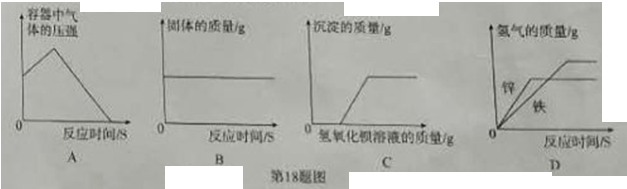 容器中气
体的压强
0
反应时间/S
A
固体的质量/g
0
反应时间/S
B
沉淀的质量/g
0
氢氧化钡溶液的质量/g
C
氢气的质量/g
锌
铁
0
反应时间/S
D
第18题图